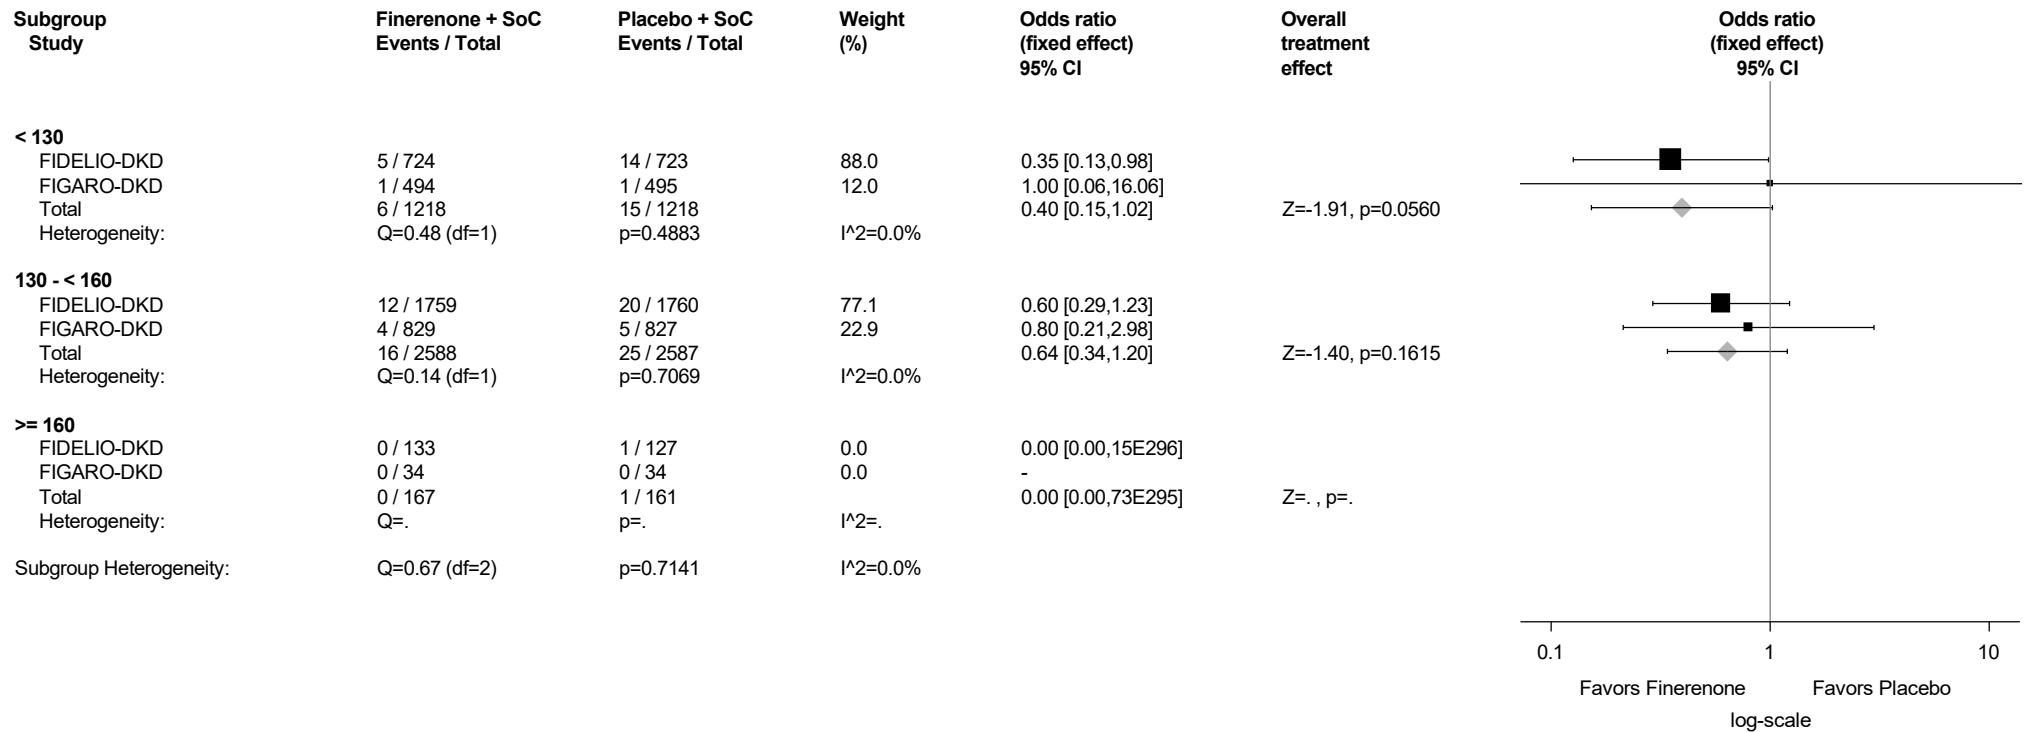 Subgroup Finerenone + SoC Placebo + SoC Weight Odds ratio Overall Odds ratio
Study Events / Total Events / Total (%) (fixed effect) treatment (fixed effect)
95% CI effect 95% CI
< 130
FIDELIO-DKD 5 / 724 14 / 723 88.0 0.35 [0.13,0.98]
FIGARO-DKD 1 / 494 1 / 495 12.0 1.00 [0.06,16.06]
Total 6 / 1218 15 / 1218 0.40 [0.15,1.02] Z=-1.91, p=0.0560
Heterogeneity: Q=0.48 (df=1) p=0.4883 I^2=0.0%
130 - < 160
FIDELIO-DKD 12 / 1759 20 / 1760 77.1 0.60 [0.29,1.23]
FIGARO-DKD 4 / 829 5 / 827 22.9 0.80 [0.21,2.98]
Total 16 / 2588 25 / 2587 0.64 [0.34,1.20] Z=-1.40, p=0.1615
Heterogeneity: Q=0.14 (df=1) p=0.7069 I^2=0.0%
>= 160
FIDELIO-DKD 0 / 133 1 / 127 0.0 0.00 [0.00,15E296]
FIGARO-DKD 0 / 34 0 / 34 0.0 -
Total 0 / 167 1 / 161 0.00 [0.00,73E295] Z=. , p=.
Heterogeneity: Q=. p=. I^2=.
Subgroup Heterogeneity: Q=0.67 (df=2) p=0.7141 I^2=0.0%
0.1 1 10
Favors Finerenone Favors Placebo
log-scale